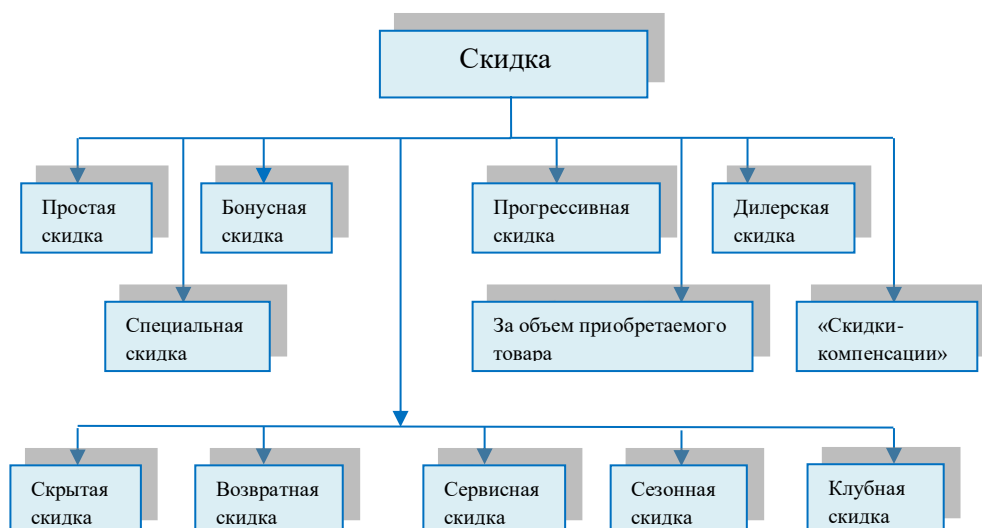 Скидка
Простая
скидка
Бонусная
скидка
Прогрессивная
скидка
Дилерская
скидка
Специальная
скидка
За объем приобретаемого
товара
«Скидки-
компенсации»
Скрытая
скидка
Возвратная
скидка
Сервисная
скидка
Сезонная
скидка
Клубная
скидка